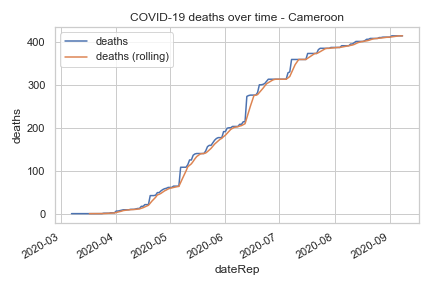 COVID-19 deaths over time - Cameroon
deaths
deaths (rolling)
400
300
200
100
0
deaths
2020-03
2020-04
2020-05
2020-06
2020-07
2020-08
2020-09
dateRep